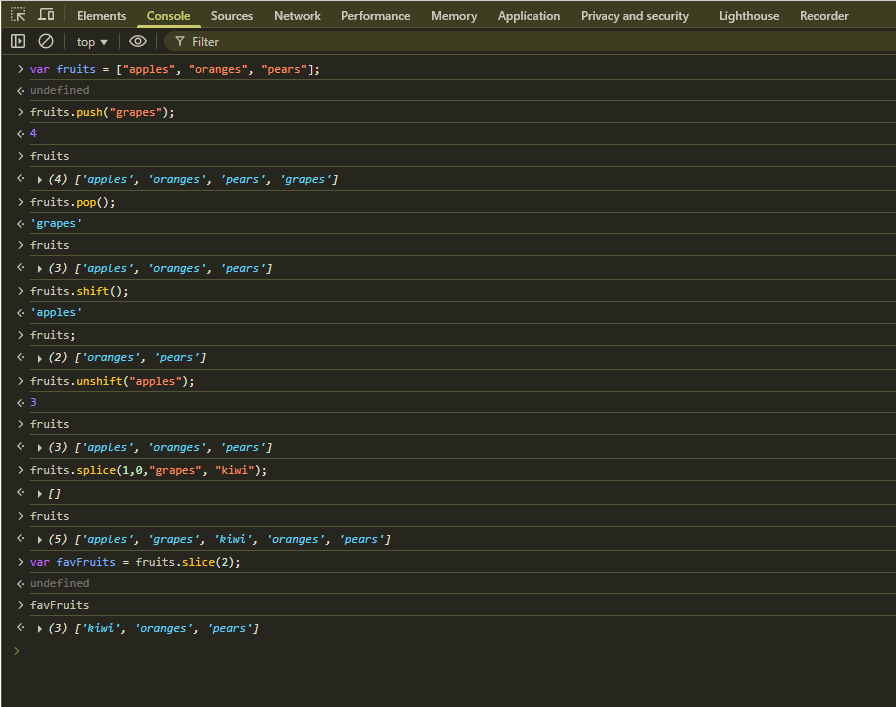 Elements Console Sources Network Performance Memory Application Privacy and security Lighthouse Recorder
top ▼ Filter
> var fruits = ["apples", "oranges", "pears"];
< undefined
> fruits.push("grapes");
< 4
> fruits
< ▶ (4) ['apples', 'oranges', 'pears', 'grapes']
> fruits.pop();
< 'grapes'
> fruits
< ▶ (3) ['apples', 'oranges', 'pears']
> fruits.shift();
< 'apples'
> fruits;
< ▶ (2) ['oranges', 'pears']
> fruits.unshift("apples");
< 3
> fruits
< ▶ (3) ['apples', 'oranges', 'pears']
> fruits.splice(1,0,"grapes", "kiwi");
< ▶ []
> fruits
< ▶ (5) ['apples', 'grapes', 'kiwi', 'oranges', 'pears']
> var favFruits = fruits.slice(2);
< undefined
> favFruits
< ▶ (3) ['kiwi', 'oranges', 'pears']
>